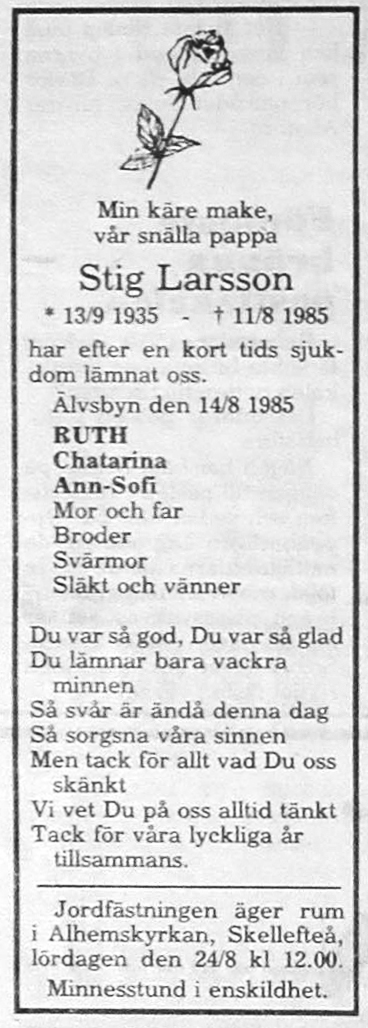 Min käre make,
vår snälla pappa
Stig Larsson
* 13/9 1935 - † 11/8 1985
har efter en kort tids sjuk-
dom lämnat oss.
Älvsbyn den 14/8 1985
RUTH
Chatarina
Ann-Sofi
Mor och far
Broder
Svärmor
Släkt och vänner
Du var så god, Du var så glad
Du lämnar bara vackra
minnen
Så svår är ändå denna dag
Så sorgsna våra sinnen
Men tack för allt vad Du oss
skänkt
Vi vet Du på oss alltid tänkt
Tack för våra lyckliga år
tillsammans.
Jordfästningen äger rum
i Alhemskyrkan, Skellefteå,
lördagen den 24/8 kl 12.00.
Minnesstund i enskildhet.